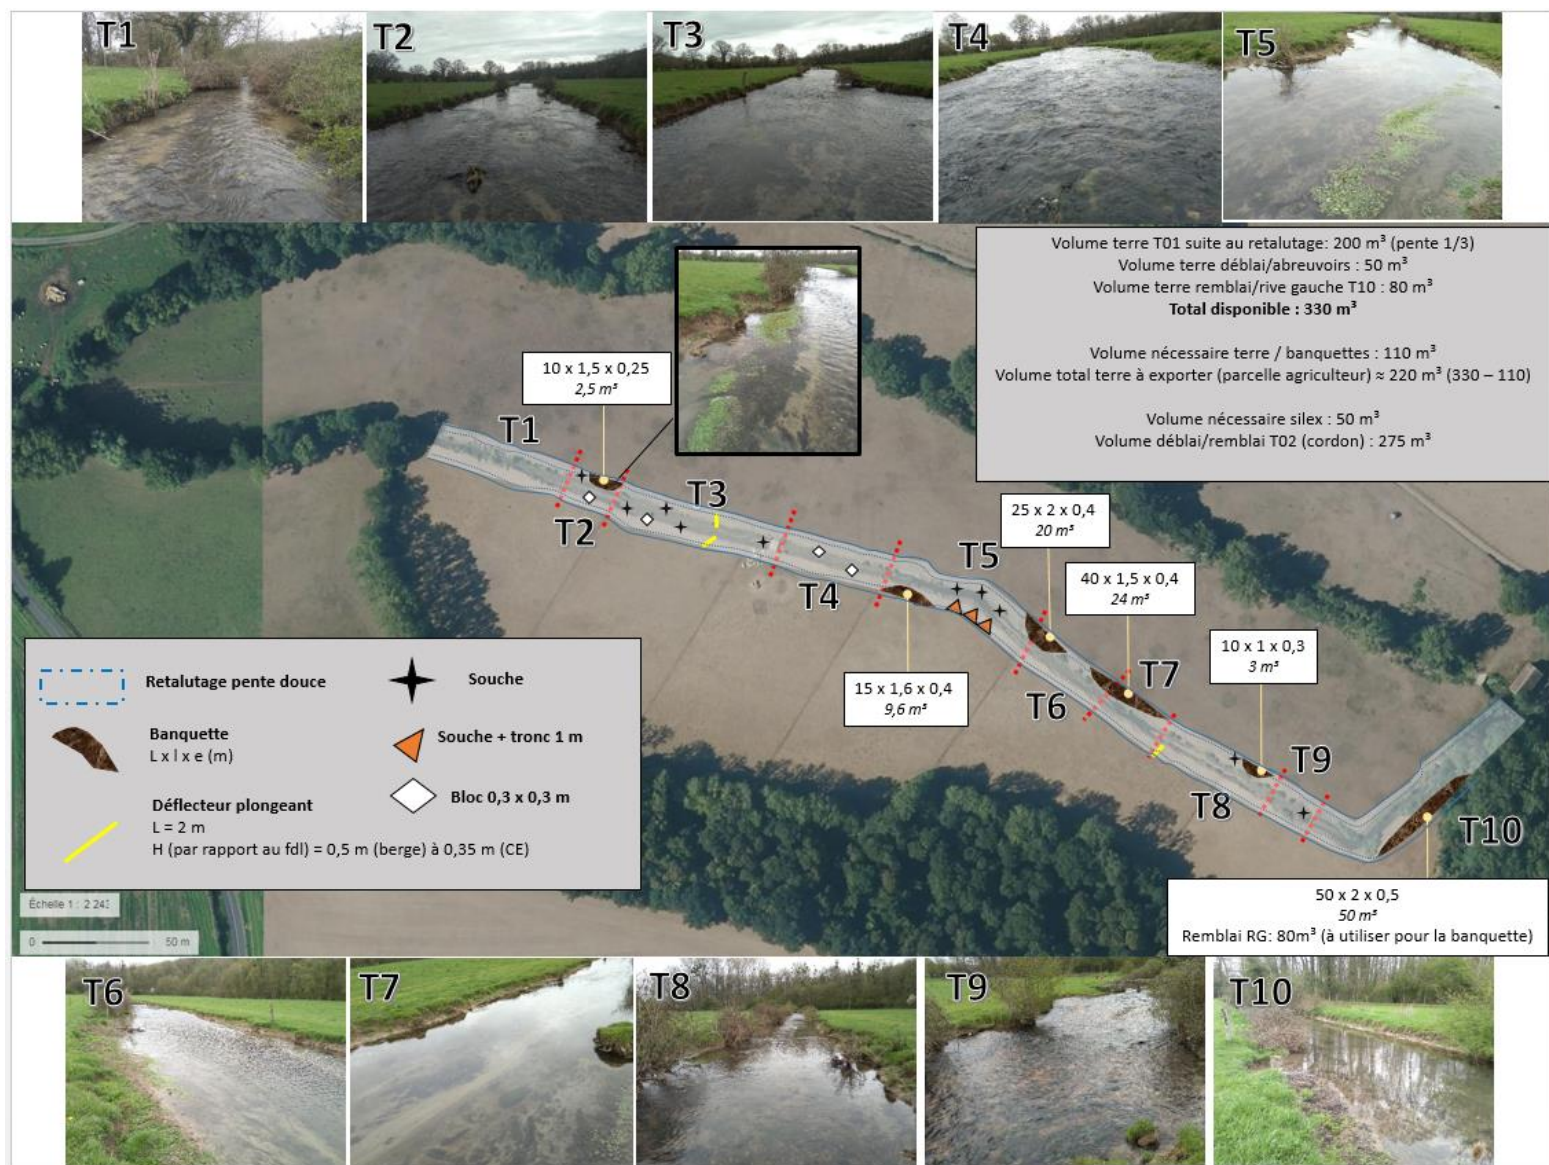 T1
T2
T3
T4
T5
Volume terre T01 suite au retalutage: 200 m³ (pente 1/3)
Volume terre déblai/abreuvoirs : 50 m³
Volume terre remblai/rive gauche T10 : 80 m³
Total disponible : 330 m³
Volume nécessaire terre / banquettes : 110 m³
Volume total terre à exporter (parcelle agriculteur) ≈ 220 m³ (330 – 110)
Volume nécessaire silex : 50 m³
Volume déblai/remblai T02 (cordon) : 275 m³
10 x 1,5 x 0,25
2,5 m³
T1
T2
T3
T4
T5
25 x 2 x 0,4
20 m³
40 x 1,5 x 0,4
24 m³
10 x 1 x 0,3
3 m³
15 x 1,6 x 0,4
9,6 m³
T6
T7
T8
T9
T10
50 x 2 x 0,5
50 m³
Remblai RG: 80m³ (à utiliser pour la banquette)
Retalutage pente douce
Souche
Banquette
L x l x e (m)
Souche + tronc 1 m
Déflecteur plongeant
L = 2 m
H (par rapport au fdl) = 0,5 m (berge) à 0,35 m (CE)
Bloc 0,3 x 0,3 m
Échelle 1 : 2 243
0 50 m
T6
T7
T8
T9
T10